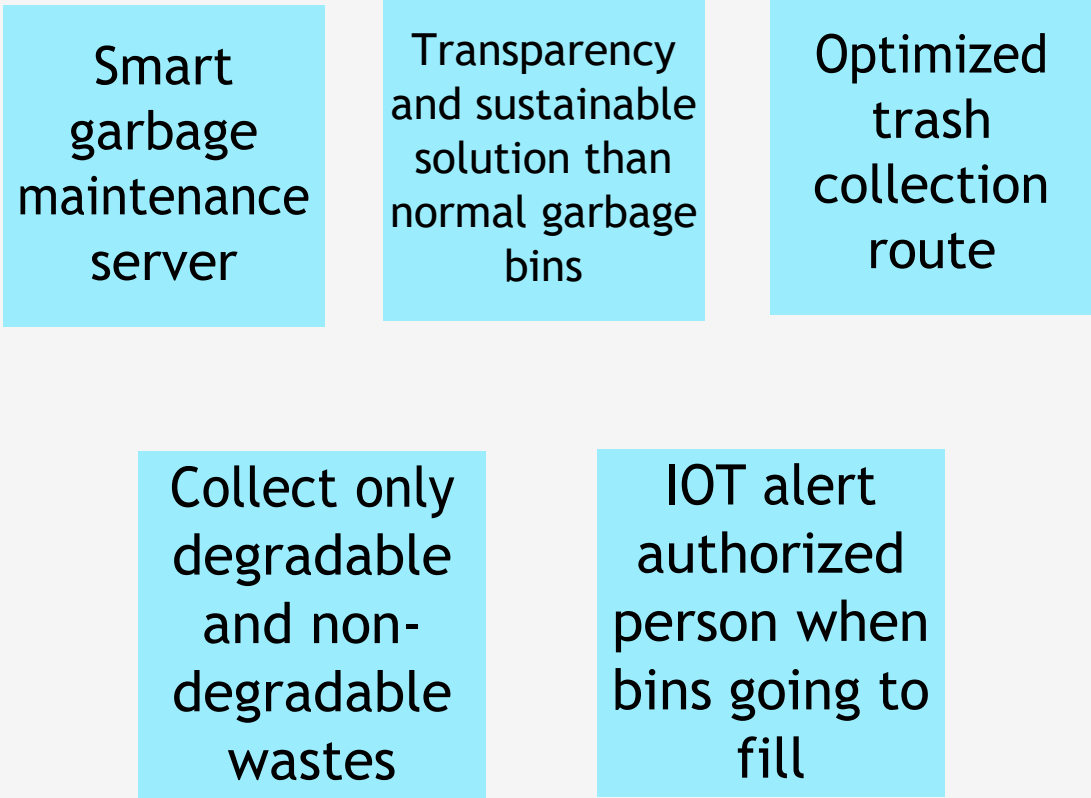 Smart
garbage
maintenance
server
Transparency
and sustainable
solution than
normal garbage
bins
Optimized
trash
collection
route
Collect only
degradable
and non-
degradable
wastes
IOT alert
authorized
person when
bins going to
fill